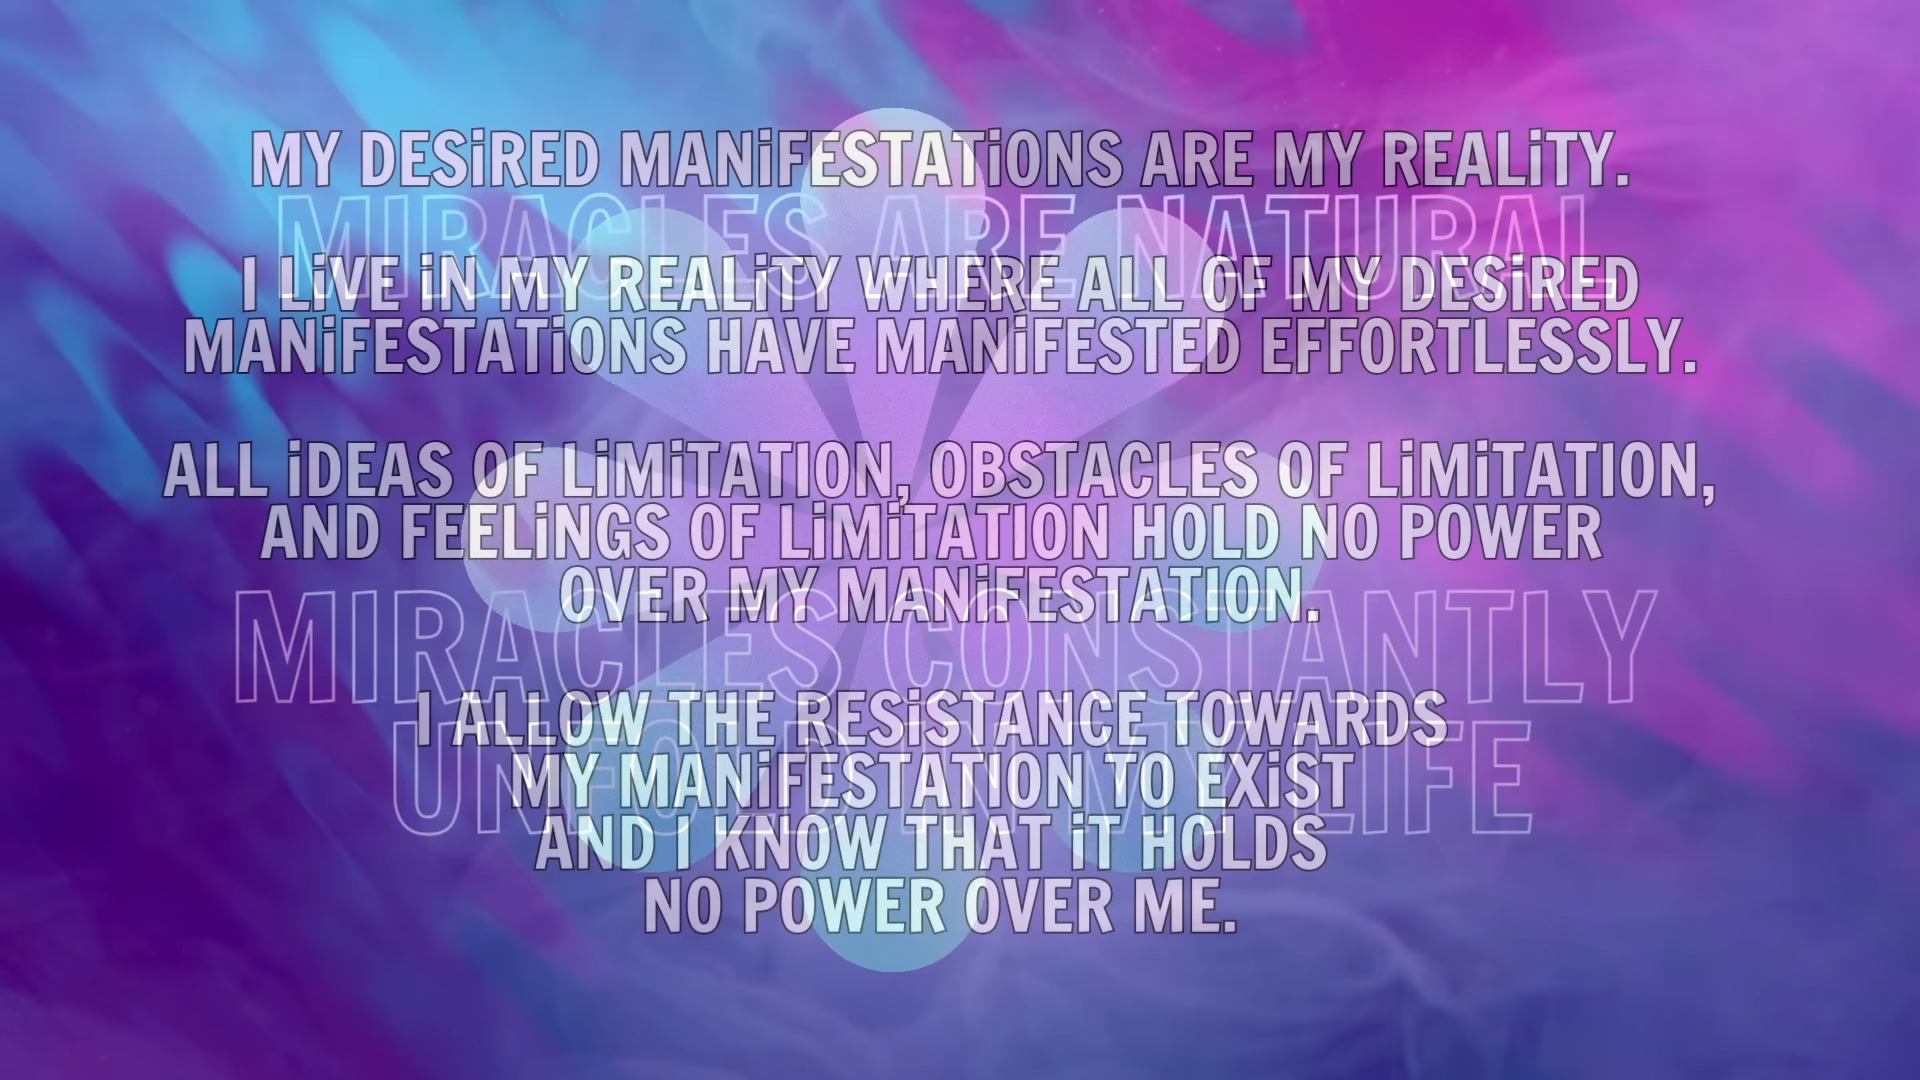 MY DESiRED MANiFESTATiONS ARE MY REALiTY.
MIRACLES ARE NATURAL
I LiVE iN MY REALiTY WHERE ALL OF MY DESiRED
MANiFESTATiONS HAVE MANiFESTED EFFORTLESSLY.
ALL iDEAS OF LiMiTATION, OBSTACLES OF LiMiTATION,
AND FEELiNGS OF LiMiTATION HOLD NO POWER
OVER MY MANiFESTATION.
MIRACLES CONSTANTLY
UNFOLD IN MY LIFE
I ALLOW THE RESiSTANCE TOWARDS
MY MANiFESTATION TO EXiST
AND I KNOW THAT iT HOLDS
NO POWER OVER ME.